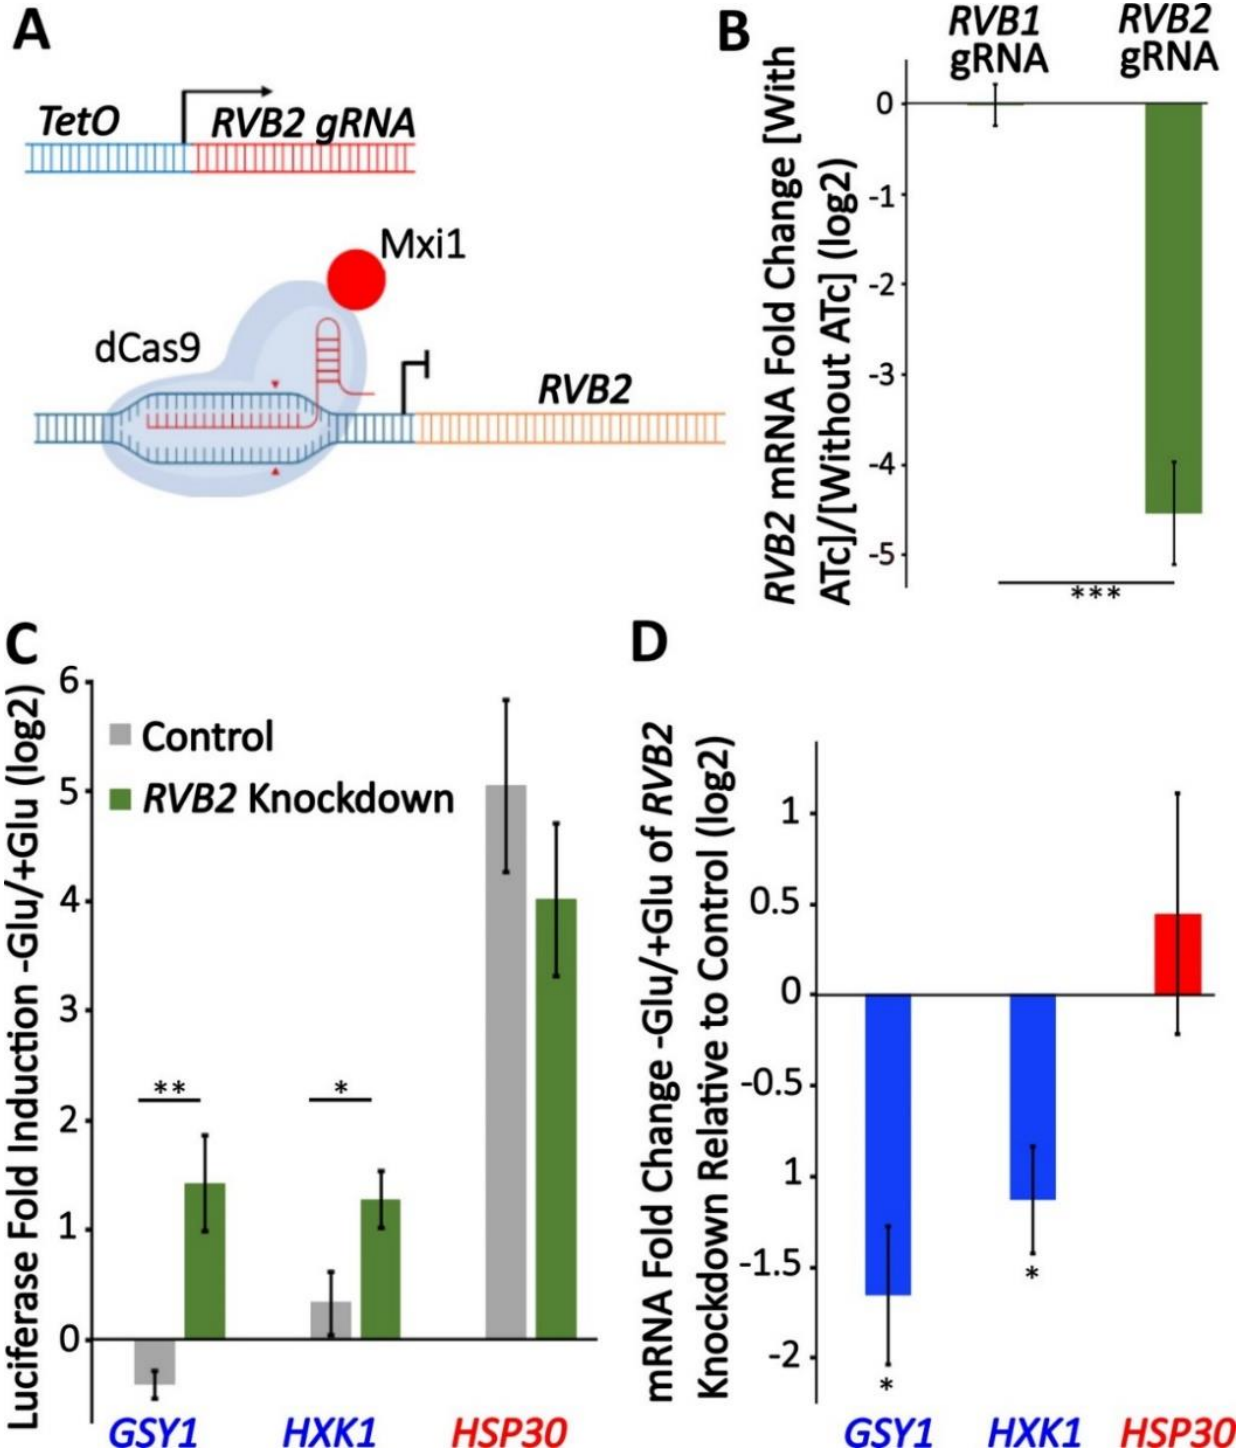 A
TetO
RVB2 gRNA
Mxi1
dCas9
RVB2
B
RVB1
gRNA
RVB2
gRNA
RVB2 mRNA Fold Change [With
ATc]/[Without ATc] (log2)
0
-1
-2
-3
-4
-5
***
C
Luciferase Fold Induction -Glu/+Glu (log2)
6
5
4
3
2
1
0
Control
RVB2 Knockdown
**
*
GSY1
HXK1
HSP30
D
mRNA Fold Change -Glu/+Glu of RVB2
Knockdown Relative to Control (log2)
1
0.5
0
-0.5
1
-1.5
-2
*
*
GSY1
HXK1
HSP30